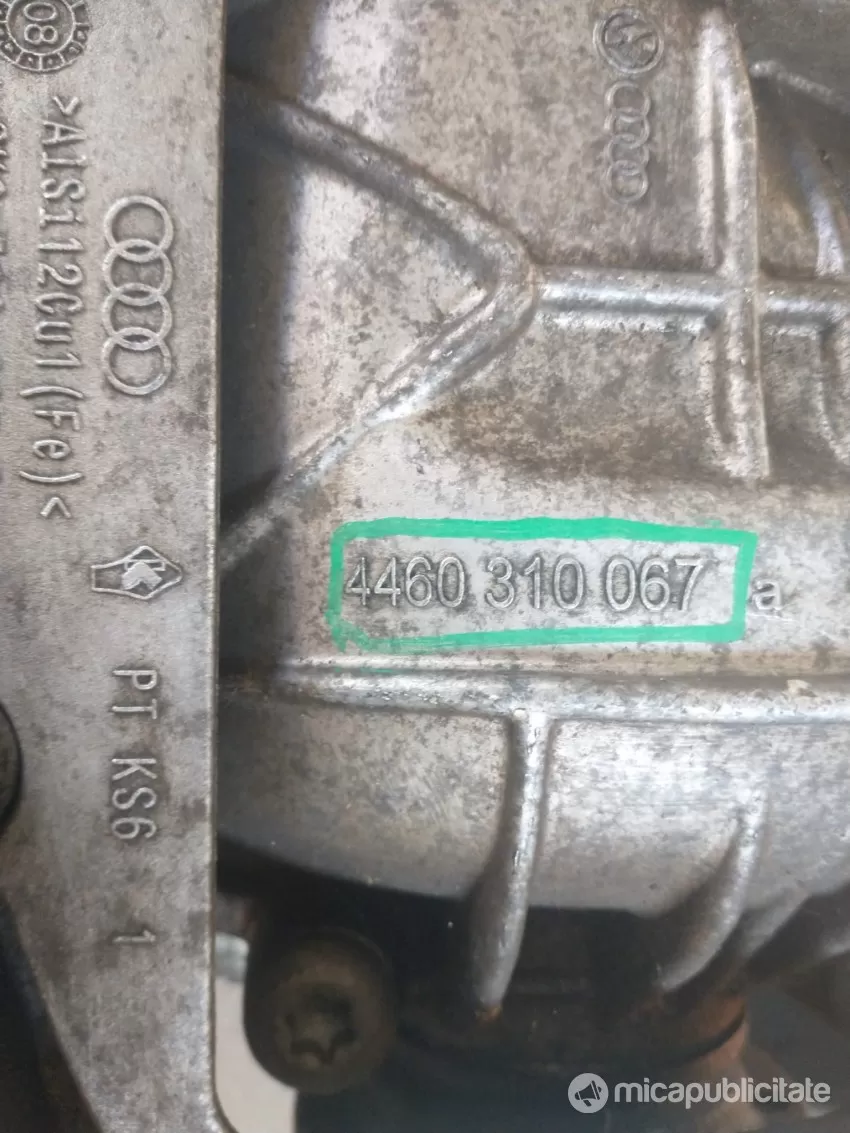 08
>AlSi12Cu1(Fe)<
PT KS6 1
4460 310 067 a
micapublicitate